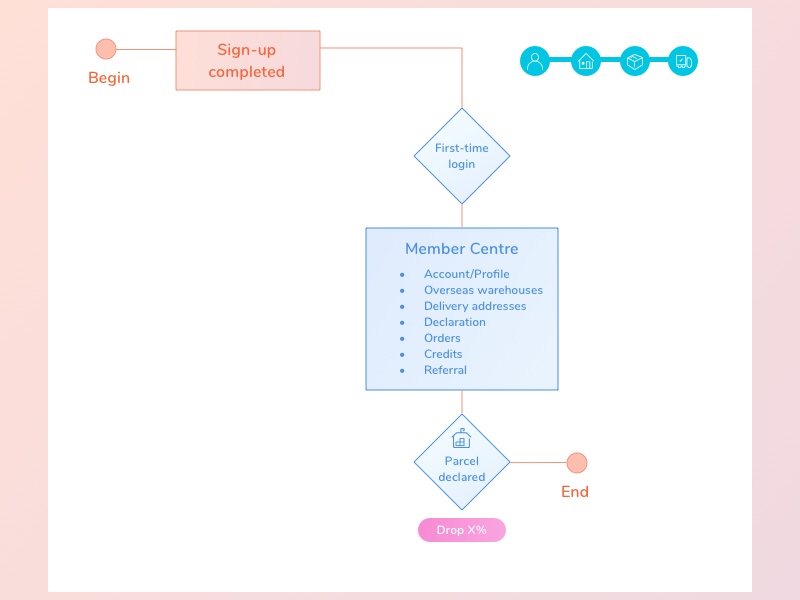 Begin
Sign-up
completed
First-time
login
Member Centre
• Account/Profile
• Overseas warehouses
• Delivery addresses
• Declaration
• Orders
• Credits
• Referral
Parcel
declared
End
Drop X%